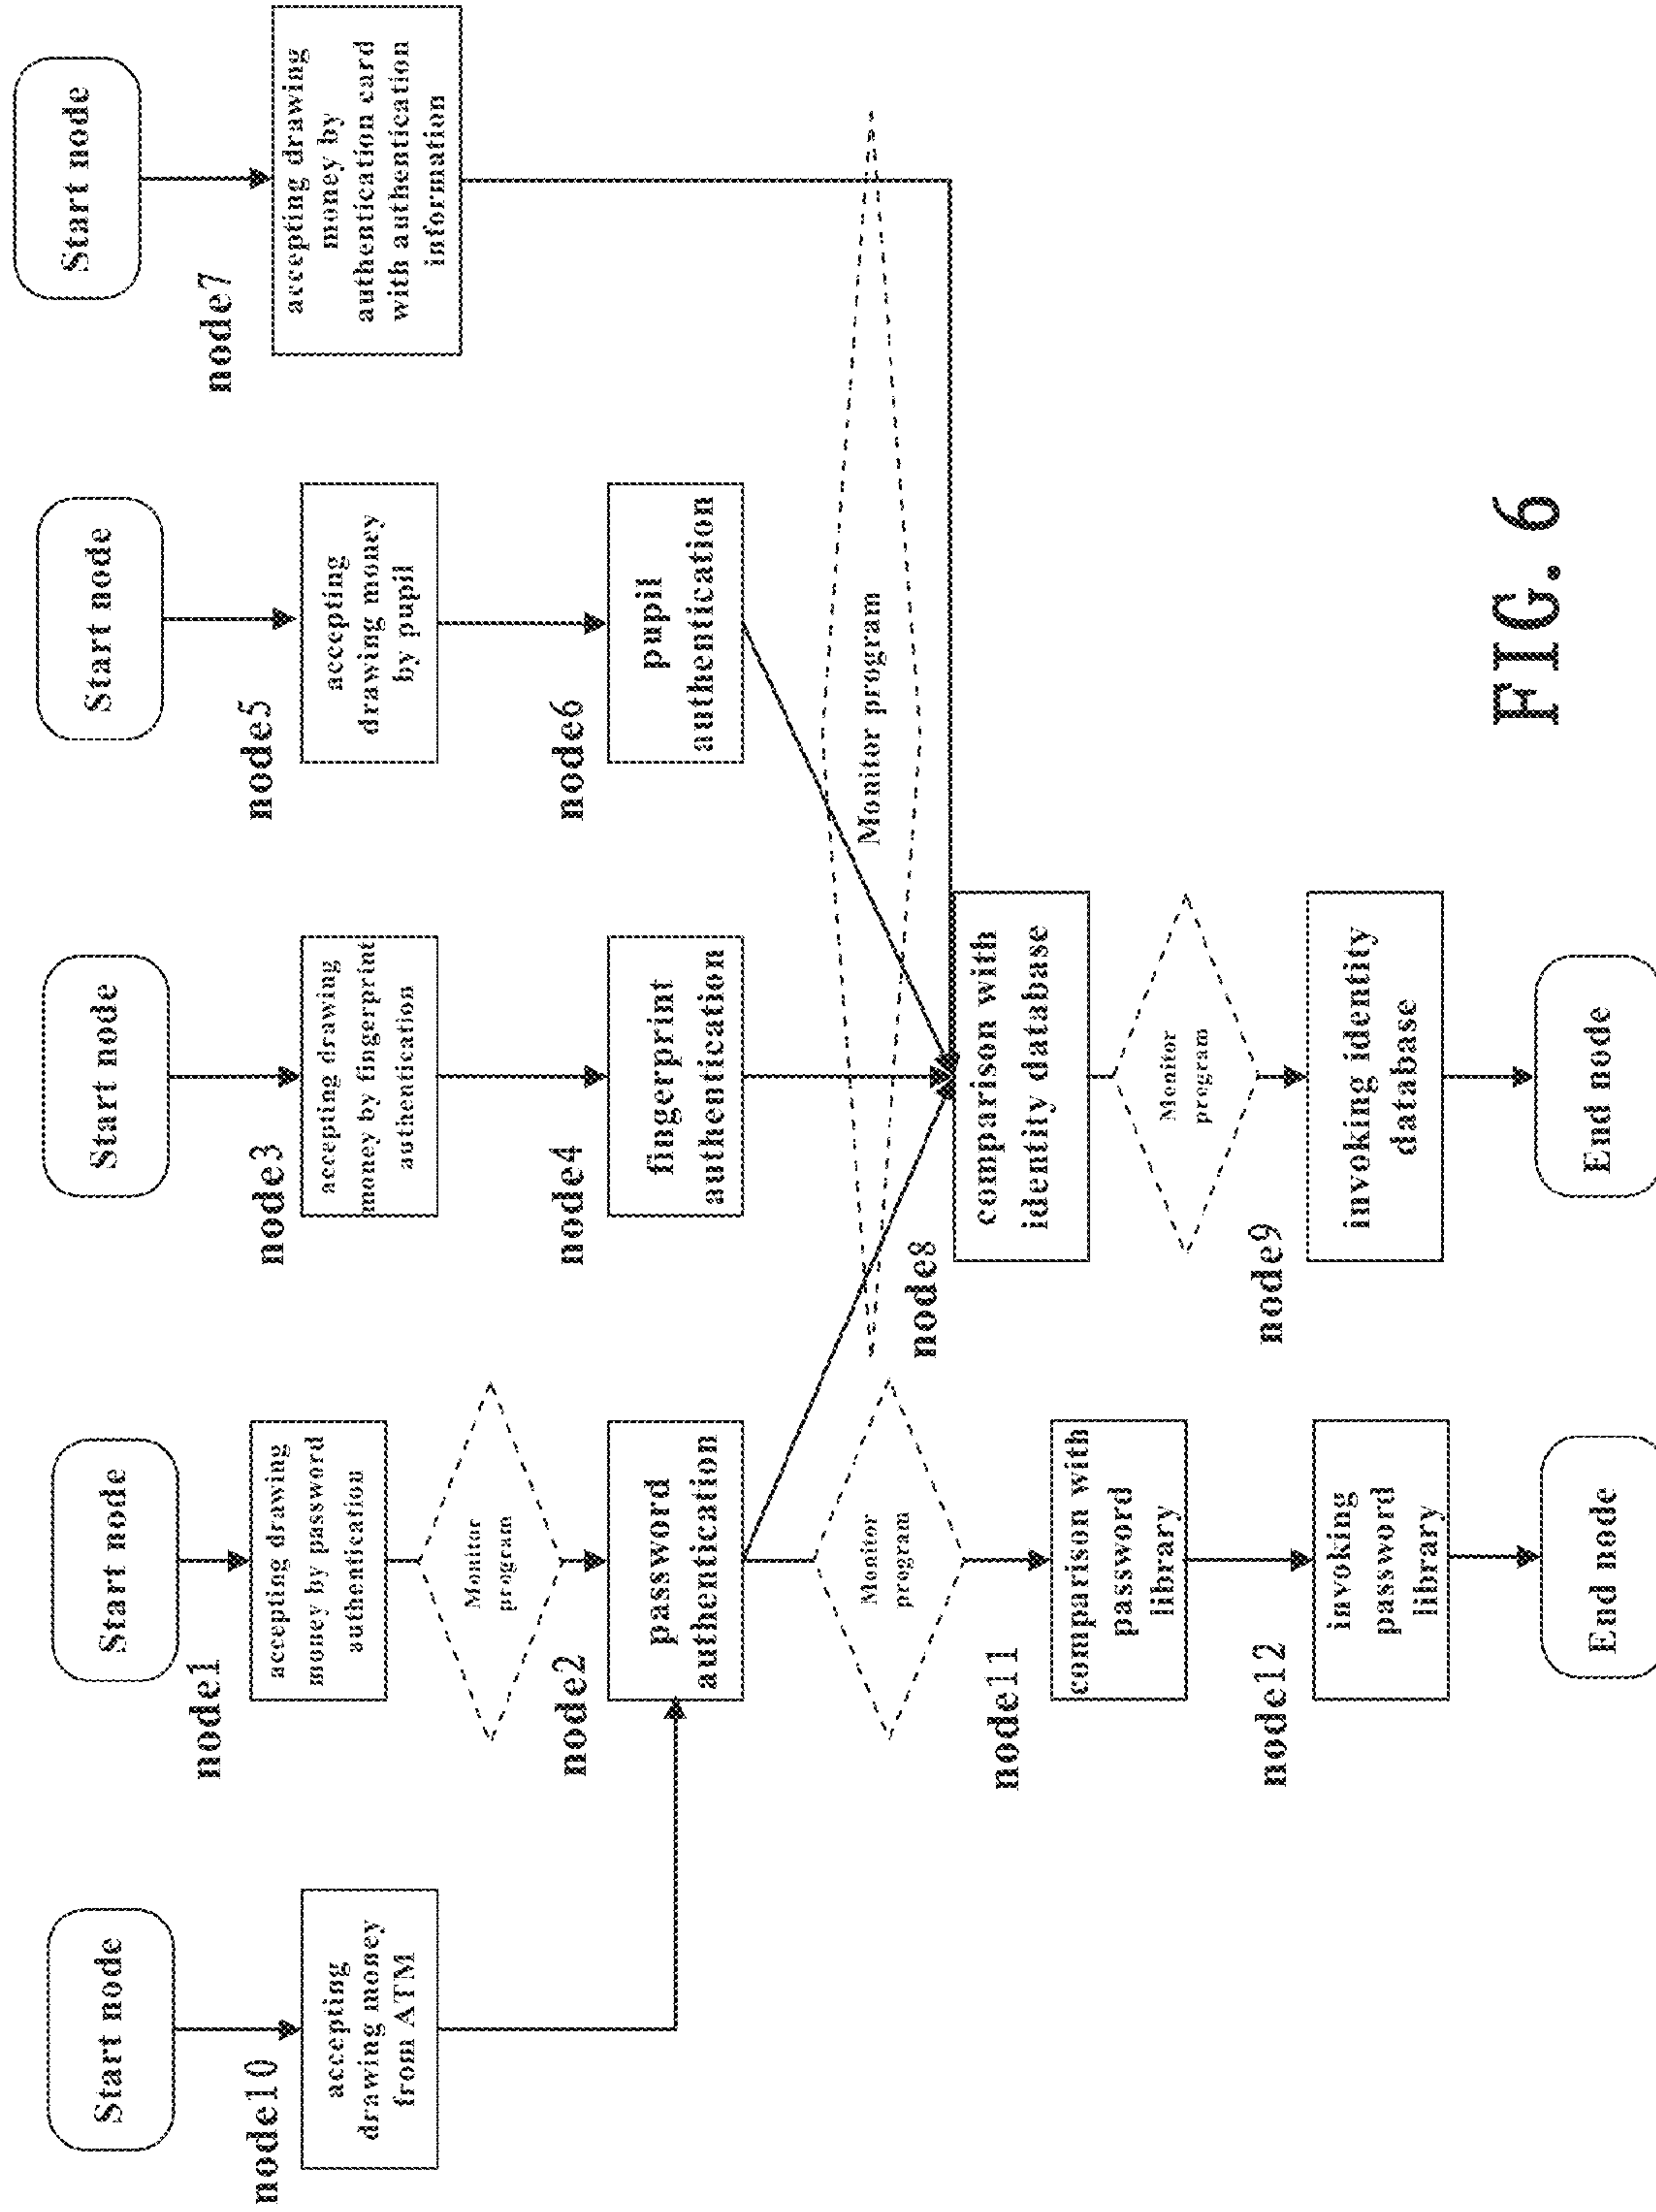 Start node
Start node
Start node
Start node
Start node
node10
node1
node3
node5
node7
accepting
drawing money
from ATM
accepting drawing
money by password
authentication
accepting drawing
money by fingerprint
authentication
accepting
drawing money
by pupil
accepting drawing
money by
authentication card
with authentication
information
Monitor
program
node2
node4
node6
password
authentication
fingerprint
authentication
pupil
authentication
Monitor
program
Monitor program
node11
node8
comparison with
password
library
comparison with
identity database
Monitor
program
node12
node9
invoking
password
library
invoking identity
database
End node
End node
FIG. 6